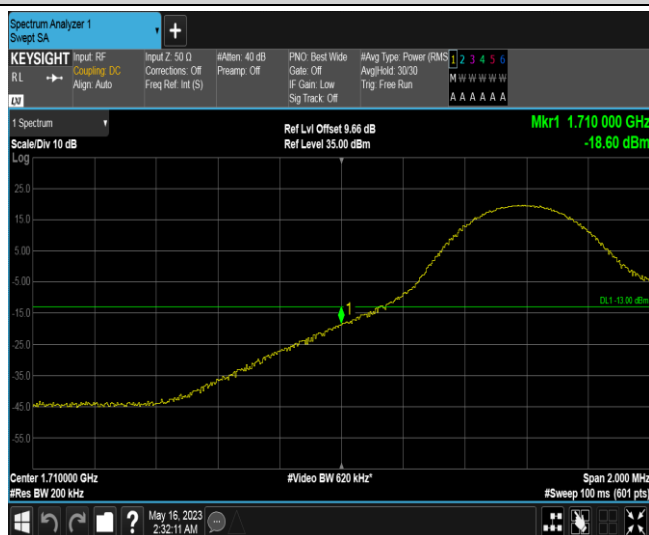 Spectrum Analyzer 1
Swept SA
+
KEYSIGHT
R L
LXI
Input: RF
Coupling: DC
Align: Auto
Input Z: 50 Ω
Corrections: Off
Freq Ref: Int (S)
#Atten: 40 dB
Preamp: Off
PNO: Best Wide
Gate: Off
IF Gain: Low
Sig Track: Off
#Avg Type: Power (RMS
Avg|Hold: 30/30
Trig: Free Run
1 2 3 4 5 6
M W W W W W
A A A A A A
1 Spectrum
Scale/Div 10 dB
Ref Lvl Offset 9.66 dB
Ref Level 35.00 dBm
Mkr1 1.710 000 GHz
-18.60 dBm
Log
25.0
15.0
5.00
-5.00
-15.0
-25.0
-35.0
-45.0
-55.0
1
DL1 -13.00 dBm
Center 1.710000 GHz
#Res BW 200 kHz
#Video BW 620 kHz*
Span 2.000 MHz
#Sweep 100 ms (601 pts)
?
May 16, 2023
2:32:11 AM